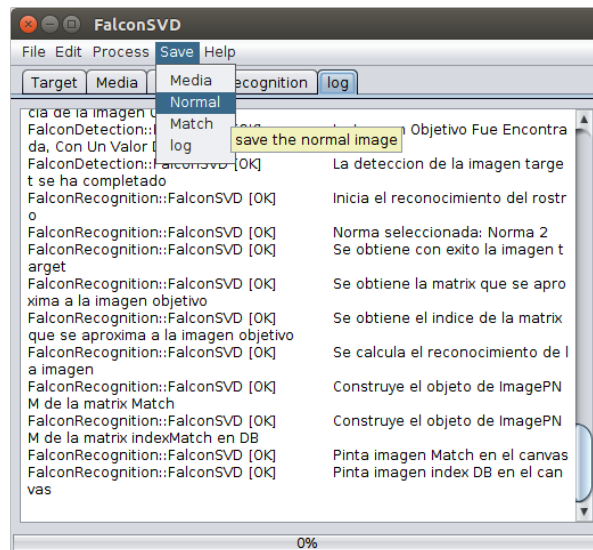 FalconSVD
File Edit Process Save Help
Target Media ecognition log
Media
Normal
Match
log
save the normal image
cia de la imagen
FalconDetection:: Objetivo Fue Encontra
da, Con Un Valor
FalconDetection:: [OK] La deteccion de la imagen targe
t se ha completado
FalconRecognition::FalconSVD [OK] Inicia el reconocimiento del rostr
o
FalconRecognition::FalconSVD [OK] Norma seleccionada: Norma 2
FalconRecognition::FalconSVD [OK] Se obtiene con exito la imagen t
arget
FalconRecognition::FalconSVD [OK] Se obtiene la matrix que se apro
xima a la imagen objetivo
FalconRecognition::FalconSVD [OK] Se obtiene el indice de la matrix
que se aproxima a la imagen objetivo
FalconRecognition::FalconSVD [OK] Se calcula el reconocimiento de l
a imagen
FalconRecognition::FalconSVD [OK] Construye el objeto de ImagePN
M de la matrix Match
FalconRecognition::FalconSVD [OK] Construye el objeto de ImagePN
M de la matrix indexMatch en DB
FalconRecognition::FalconSVD [OK] Pinta imagen Match en el canvas
FalconRecognition::FalconSVD [OK] Pinta imagen index DB en el can
vas
0%